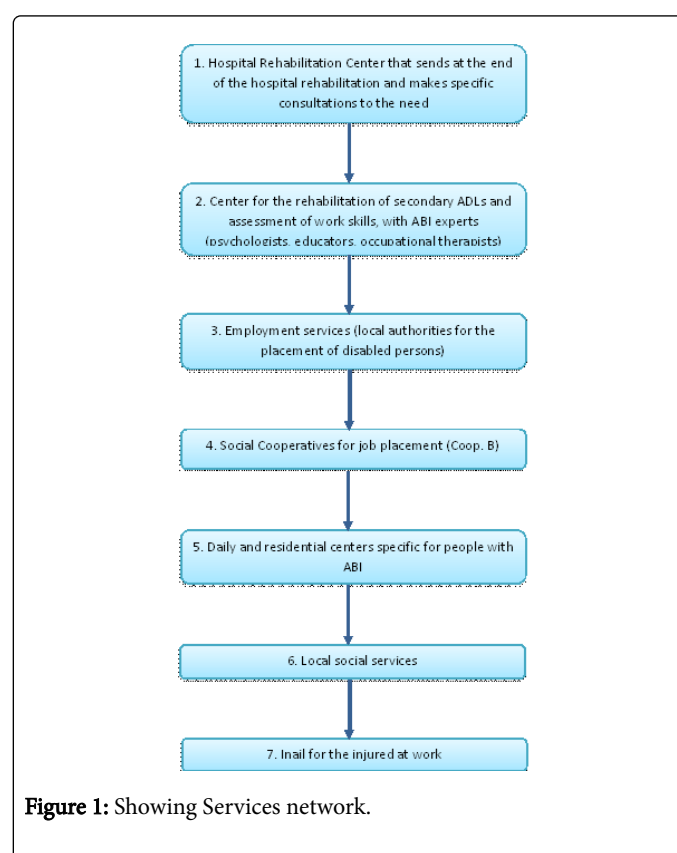 1. Hospital Rehabilitation Center that sends at the end
of the hospital rehabilitation and makes specific
consultations to the need
2. Center for the rehabilitation of secondary ADLs and
assessment of work skills, with ABI experts
(psychologists, educators, occupational therapists)
3. Employment services (local authorities for the
placement of disabled persons)
4. Social Cooperatives for job placement (Coop. B)
5. Daily and residential centers specific for people with
ABI
6. Local social services
7. Inail for the injured at work
Figure 1: Showing Services network.